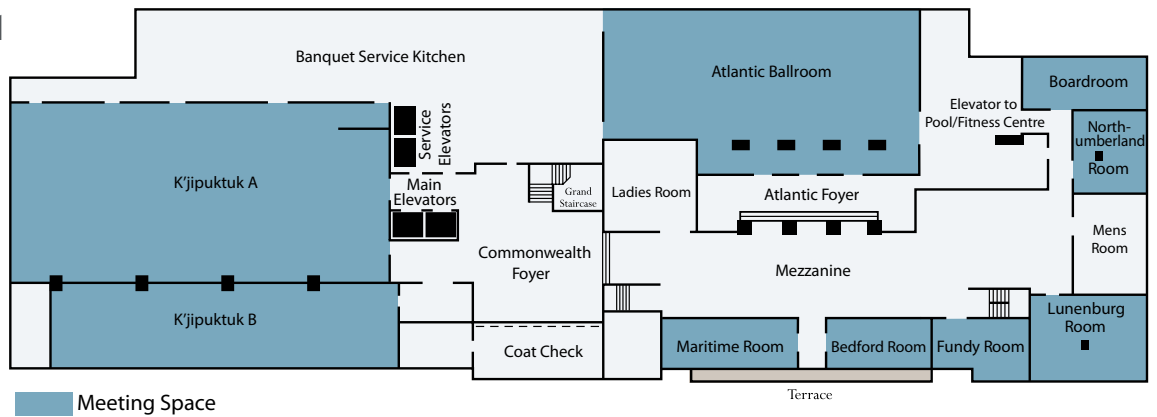 Banquet Service Kitchen
Atlantic Ballroom
Boardroom
Elevator to
Pool/Fitness Centre
North-
umberland
Room
Service
Elevators
K'jipuktuk A
Main
Elevators
Grand
Staircase
Ladies Room
Atlantic Foyer
Mens
Room
Commonwealth
Foyer
Mezzanine
K'jipuktuk B
Lunenburg
Room
Coat Check
Maritime Room
Bedford Room
Fundy Room
Terrace
Meeting Space